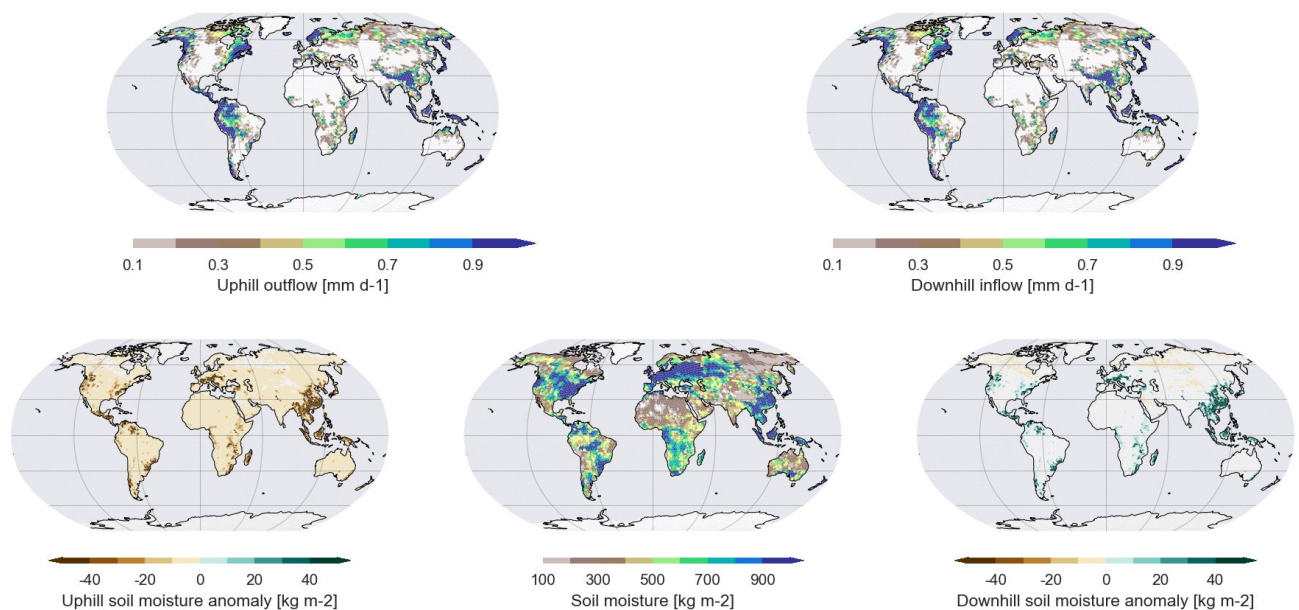 0.1 0.3 0.5 0.7 0.9
Uphill outflow [mm d-1]
0.1 0.3 0.5 0.7 0.9
Downhill inflow [mm d-1]
-40 -20 0 20 40
Uphill soil moisture anomaly [kg m-2]
100 300 500 700 900
Soil moisture [kg m-2]
-40 -20 0 20 40
Downhill soil moisture anomaly [kg m-2]